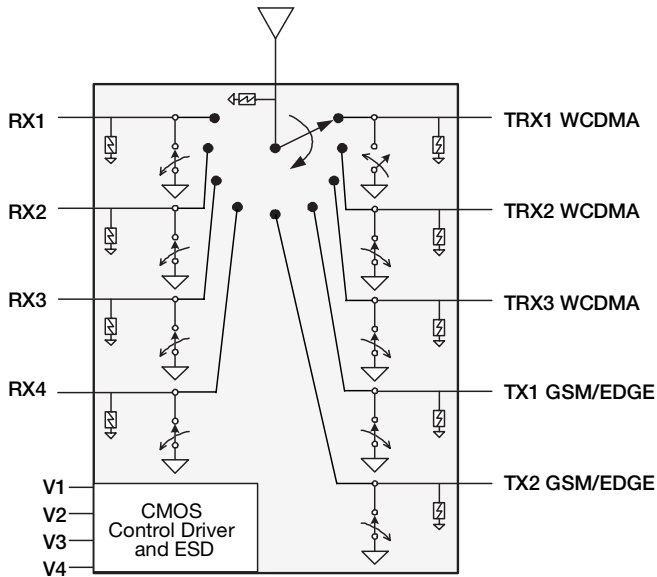 RX1
TRX1 WCDMA
RX2
TRX2 WCDMA
RX3
TRX3 WCDMA
RX4
TX1 GSM/EDGE
TX2 GSM/EDGE
V1
V2
V3
V4
CMOS
Control Driver
and ESD